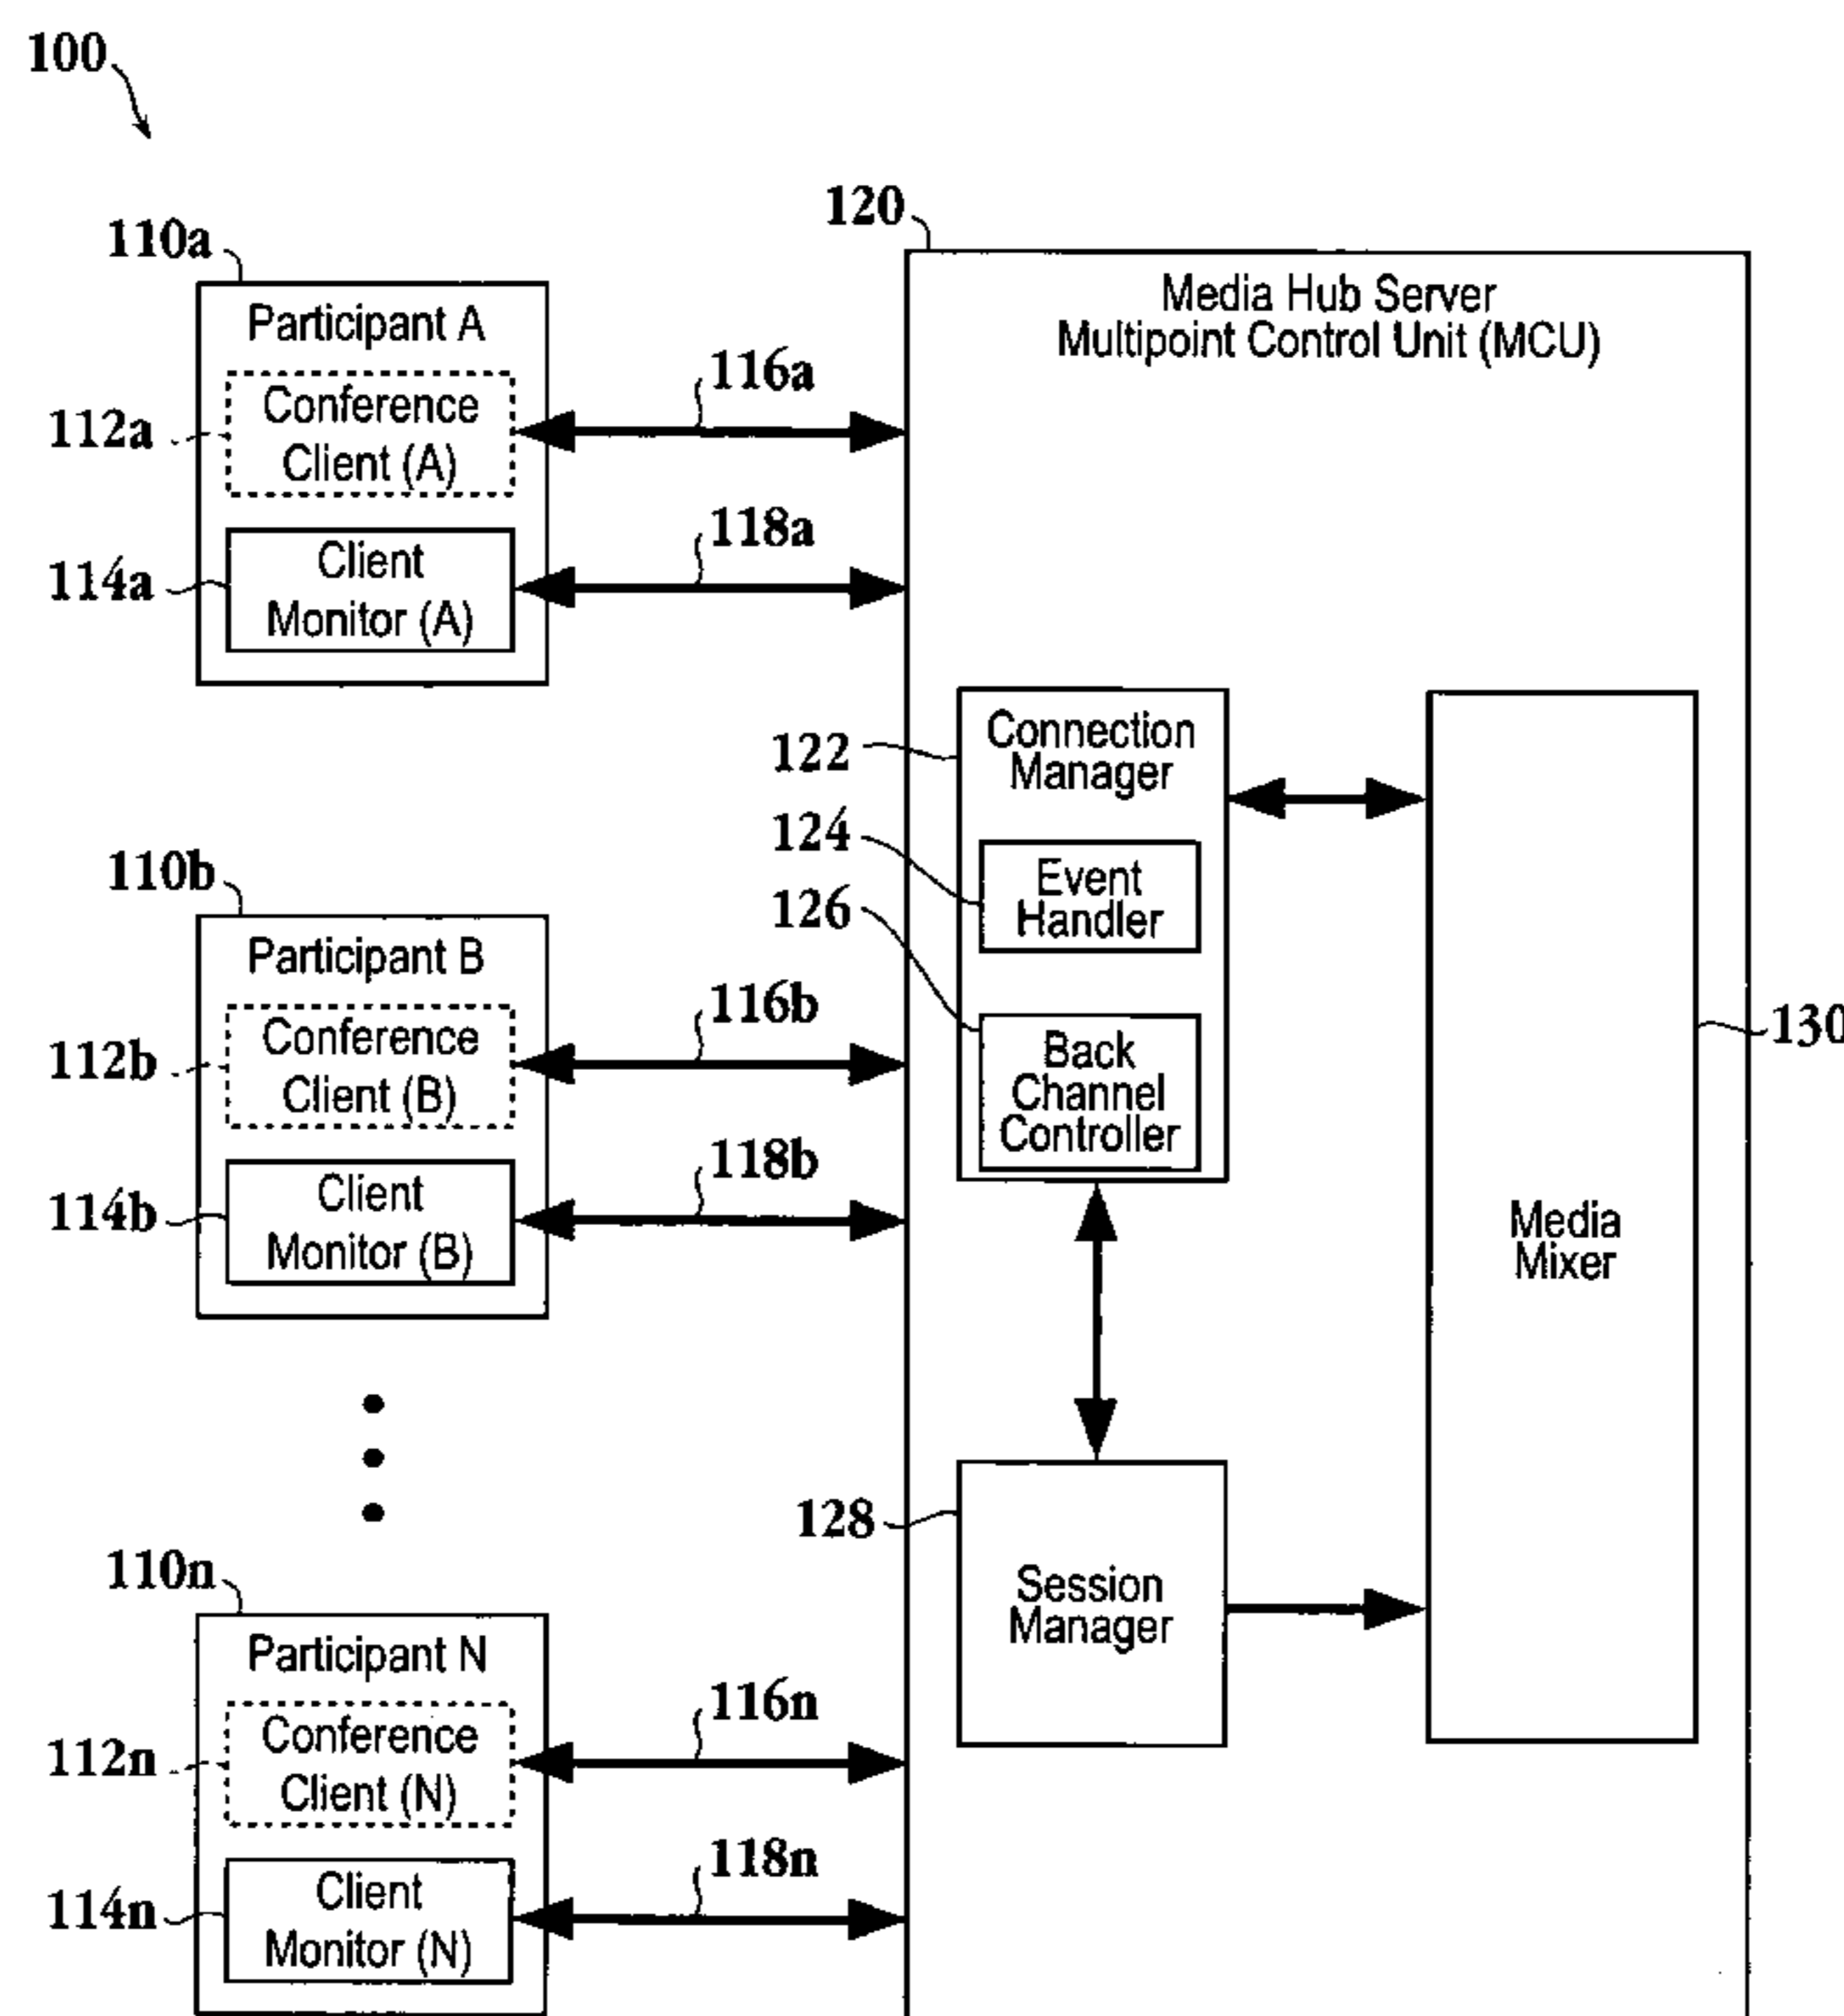 100
110a
Participant A
112a
Conference
Client (A)
114a
Client
Monitor (A)
116a
118a
110b
Participant B
112b
Conference
Client (B)
114b
Client
Monitor (B)
116b
118b
110n
Participant N
112n
Conference
Client (N)
114n
Client
Monitor (N)
116n
118n
120
Media Hub Server
Multipoint Control Unit (MCU)
122
Connection
Manager
124
Event
Handler
126
Back
Channel
Controller
128
Session
Manager
Media
Mixer
130